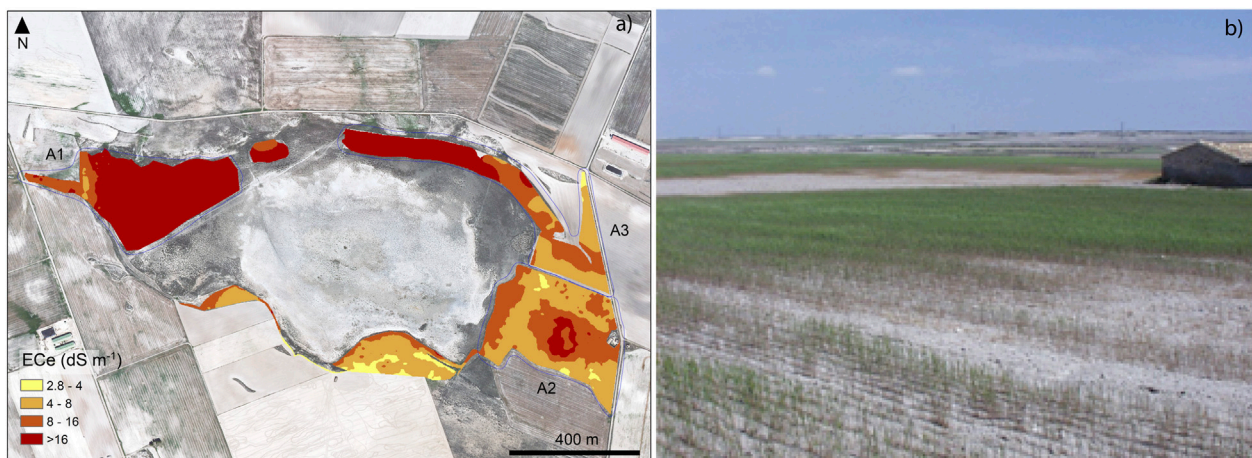 N
a)
A1
A3
A2
ECe (dS m⁻¹)
2.8 - 4
4 - 8
8 - 16
>16
400 m
b)